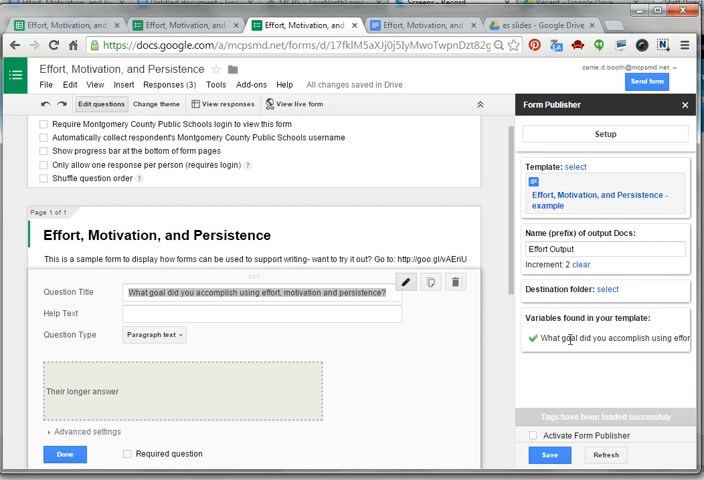 Effort, Motivation, and
Effort, Motivation, and
Effort, Motivation, and
Effort, Motivation, and
es slides - Google Drive
https://docs.google.com/a/mcpsmd.net/forms/d/17fkIM5aXJj0j5IyMwoTwpnDzt82g
Effort, Motivation, and Persistence
carrie.d.booth@mcpsmd.net
File Edit View Insert Responses (3) Tools Add-ons Help All changes saved in Drive
Send form
Edit questions Change theme View responses View live form
Require Montgomery County Public Schools login to view this form
Automatically collect respondent's Montgomery County Public Schools username
Show progress bar at the bottom of form pages
Only allow one response per person (requires login) ?
Shuffle question order ?
Page 1 of 1
Effort, Motivation, and Persistence
This is a sample form to display how forms can be used to support writing- want to try it out? Go to: http://goo.gl/vAEriU
Question Title What goal did you accomplish using effort, motivation and persistence?
Help Text
Question Type Paragraph text
Their longer answer
Advanced settings
Done Required question
Form Publisher
Setup
Template: select
Effort, Motivation, and Persistence -
example
Name (prefix) of output Docs:
Effort Output
Increment: 2 clear
Destination folder: select
Variables found in your template:
What goal did you accomplish using effor
Tags have been loaded successfuly.
Activate Form Publisher
Save Refresh